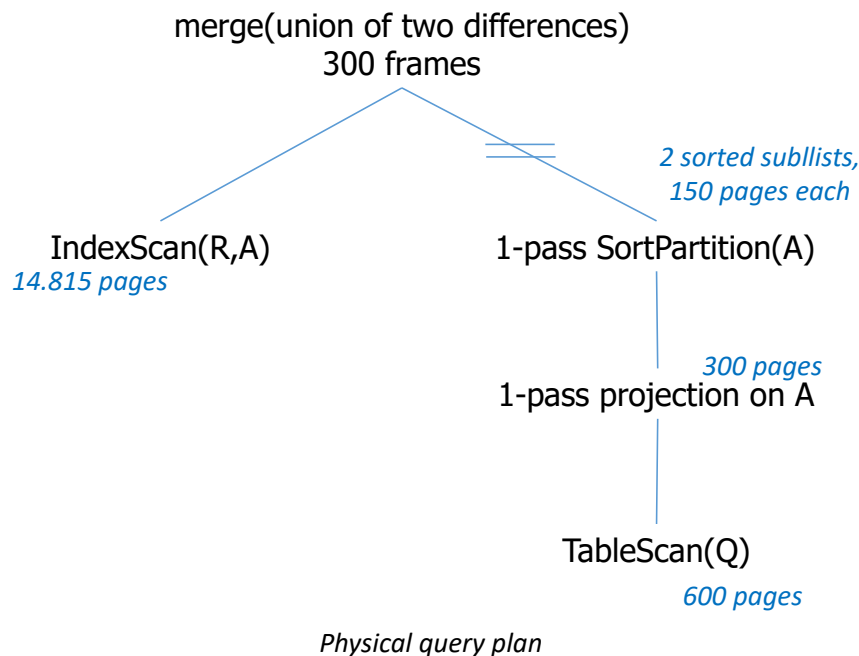 merge(union of two differences)
300 frames
2 sorted subllists,
150 pages each
IndexScan(R,A)
14.815 pages
1-pass SortPartition(A)
300 pages
1-pass projection on A
TableScan(Q)
600 pages
Physical query plan